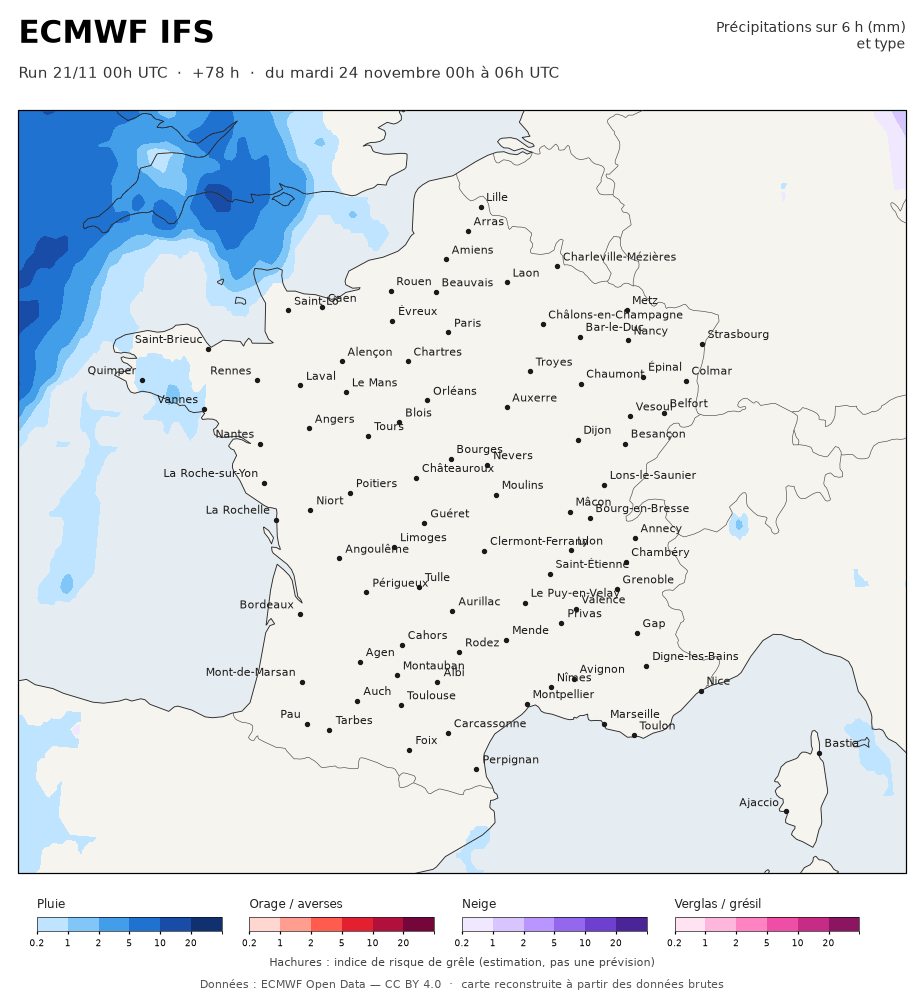 ECMWF IFS
Précipitations sur 6 h (mm)
et type
Run 21/11 00h UTC · +78 h · du mardi 24 novembre 00h à 06h UTC
Lille
Arras
Amiens
Charleville-Mézières
Laon
Rouen
Beauvais
Saint-Lô
Caen
Metz
Évreux
Châlons-en-Champagne
Paris
Bar-le-Duc
Nancy
Strasbourg
Saint-Brieuc
Alençon
Chartres
Troyes
Quimper
Rennes
Laval
Le Mans
Chaumont
Épinal
Colmar
Orléans
Vannes
Auxerre
Vesoul
Belfort
Blois
Angers
Tours
Nantes
Dijon
Besançon
Bourges
Nevers
La Roche-sur-Yon
Châteauroux
Lons-le-Saunier
Poitiers
Moulins
Niort
Mâcon
La Rochelle
Guéret
Bourg-en-Bresse
Annecy
Limoges
Clermont-Ferrand
Lyon
Angoulême
Chambéry
Saint-Étienne
Périgueux
Tulle
Grenoble
Le Puy-en-Velay
Valence
Bordeaux
Aurillac
Privas
Gap
Mende
Cahors
Rodez
Agen
Digne-les-Bains
Mont-de-Marsan
Montauban
Albi
Avignon
Nîmes
Nice
Auch
Toulouse
Montpellier
Pau
Tarbes
Carcassonne
Marseille
Toulon
Foix
Bastia
Perpignan
Ajaccio
Pluie
0.2 1 2 5 10 20
Orage / averses
0.2 1 2 5 10 20
Neige
0.2 1 2 5 10 20
Verglas / grésil
0.2 1 2 5 10 20
Hachures : indice de risque de grêle (estimation, pas une prévision)
Données : ECMWF Open Data — CC BY 4.0 · carte reconstruite à partir des données brutes